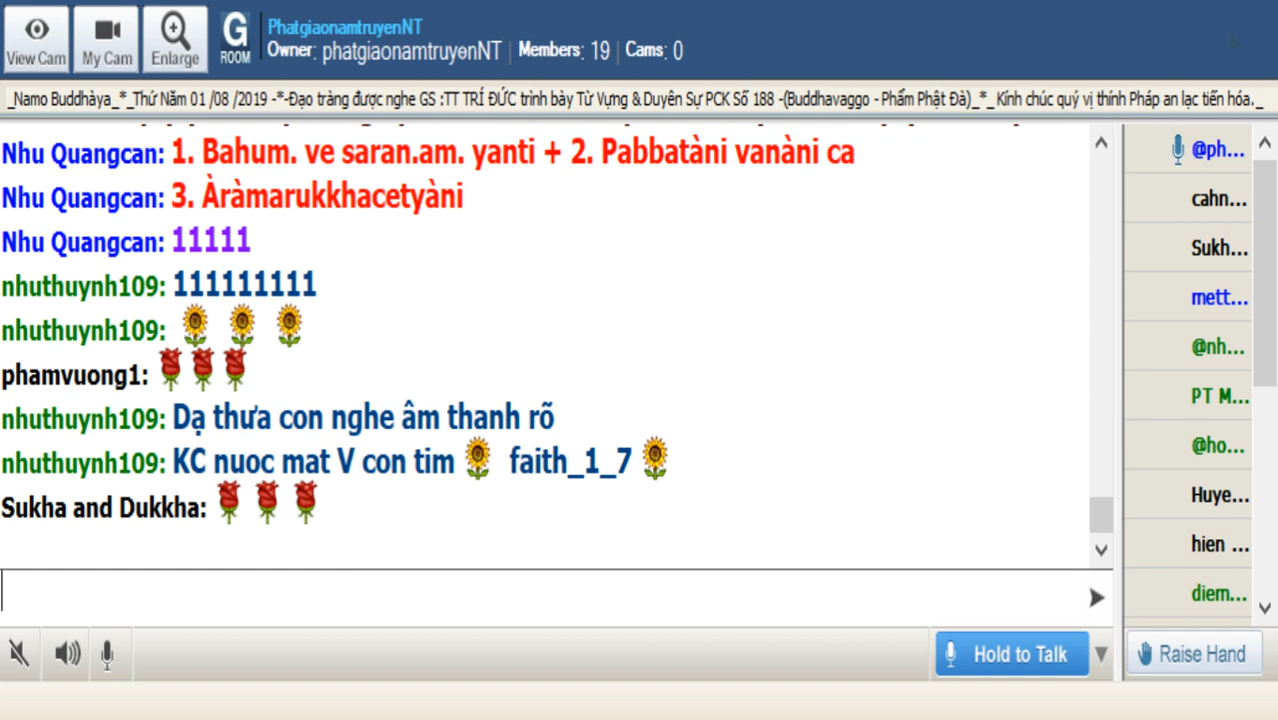 View Cam
My Cam
Enlarge
G
ROOM
PhatgiaonamtruyenNT
Owner: phatgiaonamtruyenNT | Members: 19 | Cams: 0
_Namo Buddhàya_*_Thứ Năm 01 /08 /2019 -*-Đạo tràng được nghe GS :TT TRÍ ĐỨC trình bày Từ Vựng & Duyên Sự PCK Số 188 -(Buddhavaggo - Phẩm Phật Đà)_*_ Kính chúc quý vị thính Pháp an lạc tiến hóa._
Nhu Quangcan: 1. Bahum. ve saran.am. yanti + 2. Pabbatàni vanàni ca
Nhu Quangcan: 3. Àràmarukkhacetyàni
Nhu Quangcan: 11111
nhuthuynh109: 111111111
nhuthuynh109:
phamvuong1:
nhuthuynh109: Dạ thưa con nghe âm thanh rõ
nhuthuynh109: KC nuoc mat V con tim faith_1_7
Sukha and Dukkha:
@ph...
cahn...
Sukh...
mett...
@nh...
PT M...
@ho...
Huye...
hien ...
diem...
Hold to Talk
Raise Hand